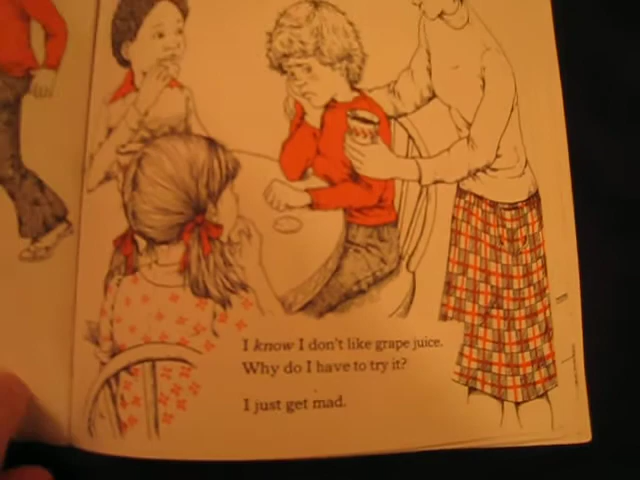 I know I don't like grape juice.
Why do I have to try it?
I just get mad.